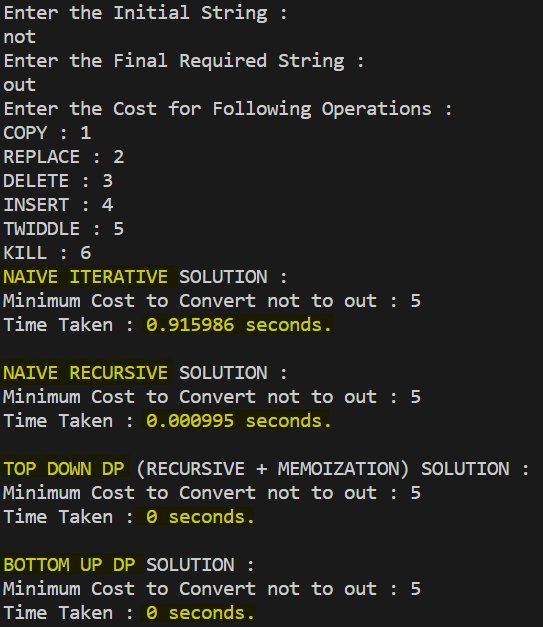 Enter the Initial String :
not
Enter the Final Required String :
out
Enter the Cost for Following Operations :
COPY : 1
REPLACE : 2
DELETE : 3
INSERT : 4
TWIDDLE : 5
KILL : 6
NAIVE ITERATIVE SOLUTION :
Minimum Cost to Convert not to out : 5
Time Taken : 0.915986 seconds.

NAIVE RECURSIVE SOLUTION :
Minimum Cost to Convert not to out : 5
Time Taken : 0.000995 seconds.

TOP DOWN DP (RECURSIVE + MEMOIZATION) SOLUTION :
Minimum Cost to Convert not to out : 5
Time Taken : 0 seconds.

BOTTOM UP DP SOLUTION :
Minimum Cost to Convert not to out : 5
Time Taken : 0 seconds.